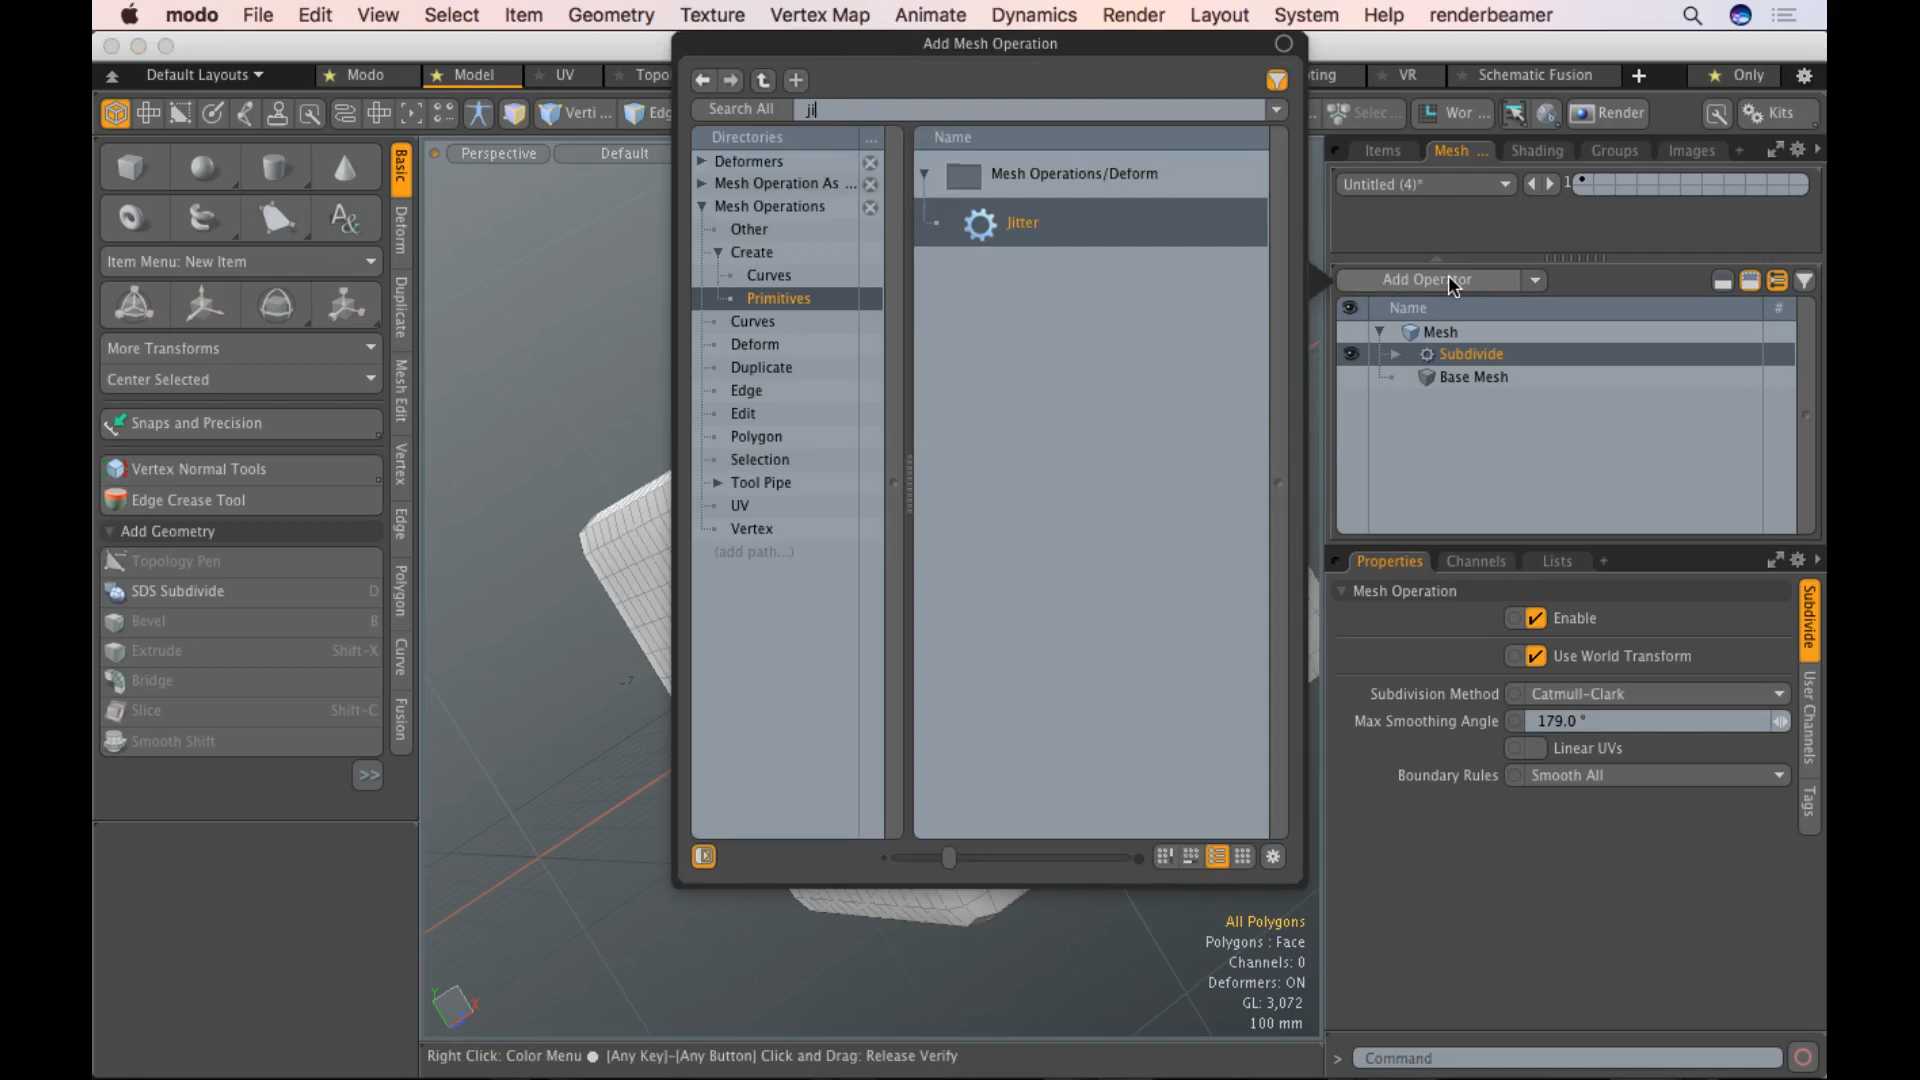 modo File Edit View Select Item Geometry Texture Vertex Map Animate Dynamics Render Layout System Help renderbeamer
Add Mesh Operation
Default Layouts
Modo
Model
UV
Topo
ting
VR
Schematic Fusion
Only
Verti ...
Edg
Selec...
Wor ...
Render
Kits
Search All
ji
Directories
...
Name
Deformers
Mesh Operation As ...
Mesh Operations
Other
Create
Curves
Primitives
Curves
Deform
Duplicate
Edge
Edit
Polygon
Selection
Tool Pipe
UV
Vertex
(add path...)
Mesh Operations/Deform
Jitter
Perspective
Default
Basic
Deform
Duplicate
Mesh Edit
Vertex
Edge
Polygon
Curve
Fusion
Item Menu: New Item
More Transforms
Center Selected
Snaps and Precision
Vertex Normal Tools
Edge Crease Tool
Add Geometry
Topology Pen
SDS Subdivide D
Bevel B
Extrude Shift-X
Bridge
Slice Shift-C
Smooth Shift
>>
Items
Mesh ...
Shading
Groups
Images
+
Untitled (4)*
1
Add Operator
Name
#
Mesh
Subdivide
Base Mesh
Properties
Channels
Lists
+
Mesh Operation
Enable
Use World Transform
Subdivision Method Catmull-Clark
Max Smoothing Angle 179.0 °
Linear UVs
Boundary Rules Smooth All
Subdivide
User Channels
Tags
All Polygons
Polygons : Face
Channels: 0
Deformers: ON
GL: 3,072
100 mm
Y
X
Right Click: Color Menu ● [Any Key]-[Any Button] Click and Drag: Release Verify
> Command